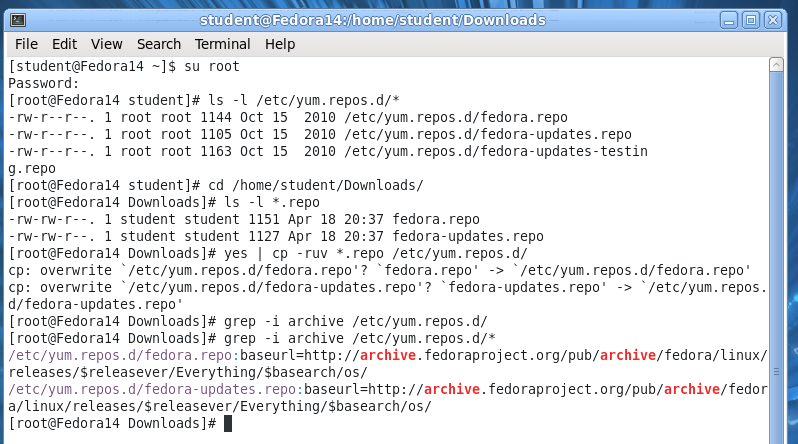 student@Fedora14:/home/student/Downloads
File Edit View Search Terminal Help
[student@Fedora14 ~]$ su root
Password:
[root@Fedora14 student]# ls -l /etc/yum.repos.d/*
-rw-r--r--. 1 root root 1144 Oct 15  2010 /etc/yum.repos.d/fedora.repo
-rw-r--r--. 1 root root 1105 Oct 15  2010 /etc/yum.repos.d/fedora-updates.repo
-rw-r--r--. 1 root root 1163 Oct 15  2010 /etc/yum.repos.d/fedora-updates-testin
g.repo
[root@Fedora14 student]# cd /home/student/Downloads/
[root@Fedora14 Downloads]# ls -l *.repo
-rw-rw-r--. 1 student student 1151 Apr 18 20:37 fedora.repo
-rw-rw-r--. 1 student student 1127 Apr 18 20:37 fedora-updates.repo
[root@Fedora14 Downloads]# yes | cp -ruv *.repo /etc/yum.repos.d/
cp: overwrite `/etc/yum.repos.d/fedora.repo'? `fedora.repo' -> `/etc/yum.repos.d/fedora.repo'
cp: overwrite `/etc/yum.repos.d/fedora-updates.repo'? `fedora-updates.repo' -> `/etc/yum.repos.
d/fedora-updates.repo'
[root@Fedora14 Downloads]# grep -i archive /etc/yum.repos.d/
[root@Fedora14 Downloads]# grep -i archive /etc/yum.repos.d/*
/etc/yum.repos.d/fedora.repo:baseurl=http://archive.fedoraproject.org/pub/archive/fedora/linux/
releases/$releasever/Everything/$basearch/os/
/etc/yum.repos.d/fedora-updates.repo:baseurl=http://archive.fedoraproject.org/pub/archive/fedor
a/linux/releases/$releasever/Everything/$basearch/os/
[root@Fedora14 Downloads]#